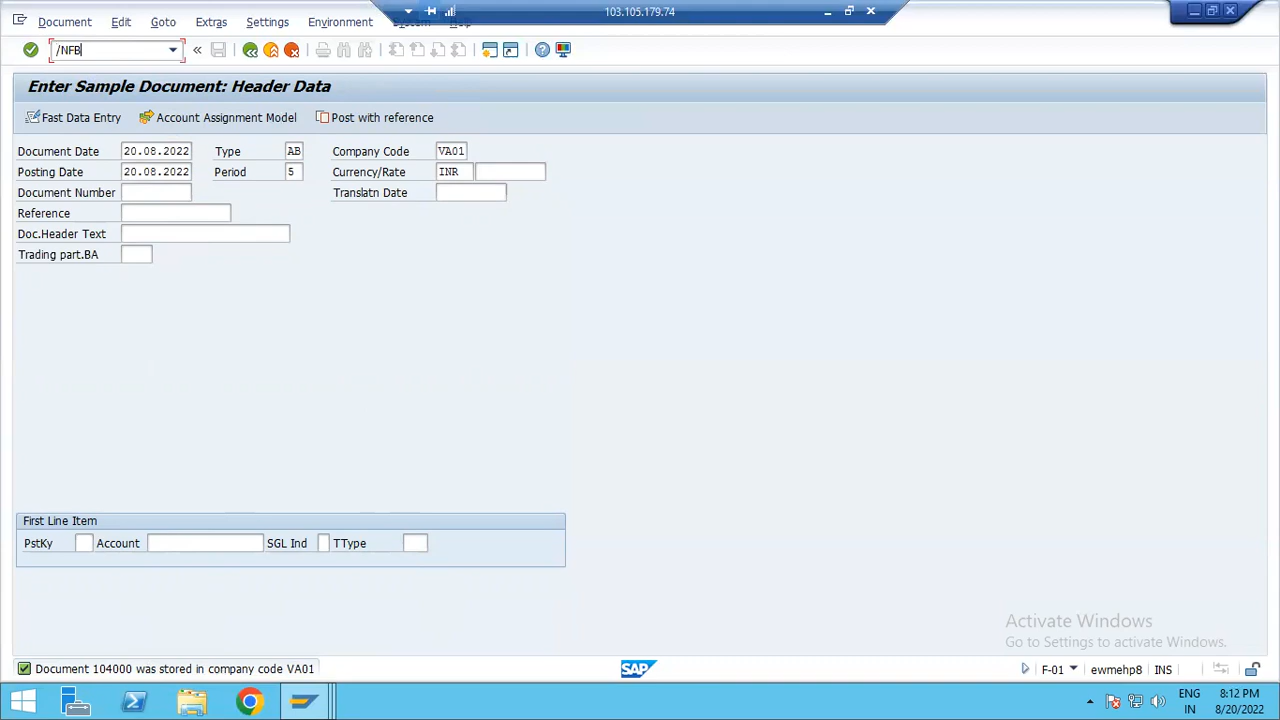 103.105.179.74
Document Edit Goto Extras Settings Environment System Help
/NFB
Enter Sample Document: Header Data
Fast Data Entry Account Assignment Model Post with reference
Document Date 20.08.2022 Type AB Company Code VA01
Posting Date 20.08.2022 Period 5 Currency/Rate INR
Document Number Translatn Date
Reference
Doc.Header Text
Trading part.BA
First Line Item
PstKy Account SGL Ind TType
Activate Windows
Go to Settings to activate Windows.
Document 104000 was stored in company code VA01 SAP F-01 ewmehp8 INS
ENG 8:12 PM
IN 8/20/2022